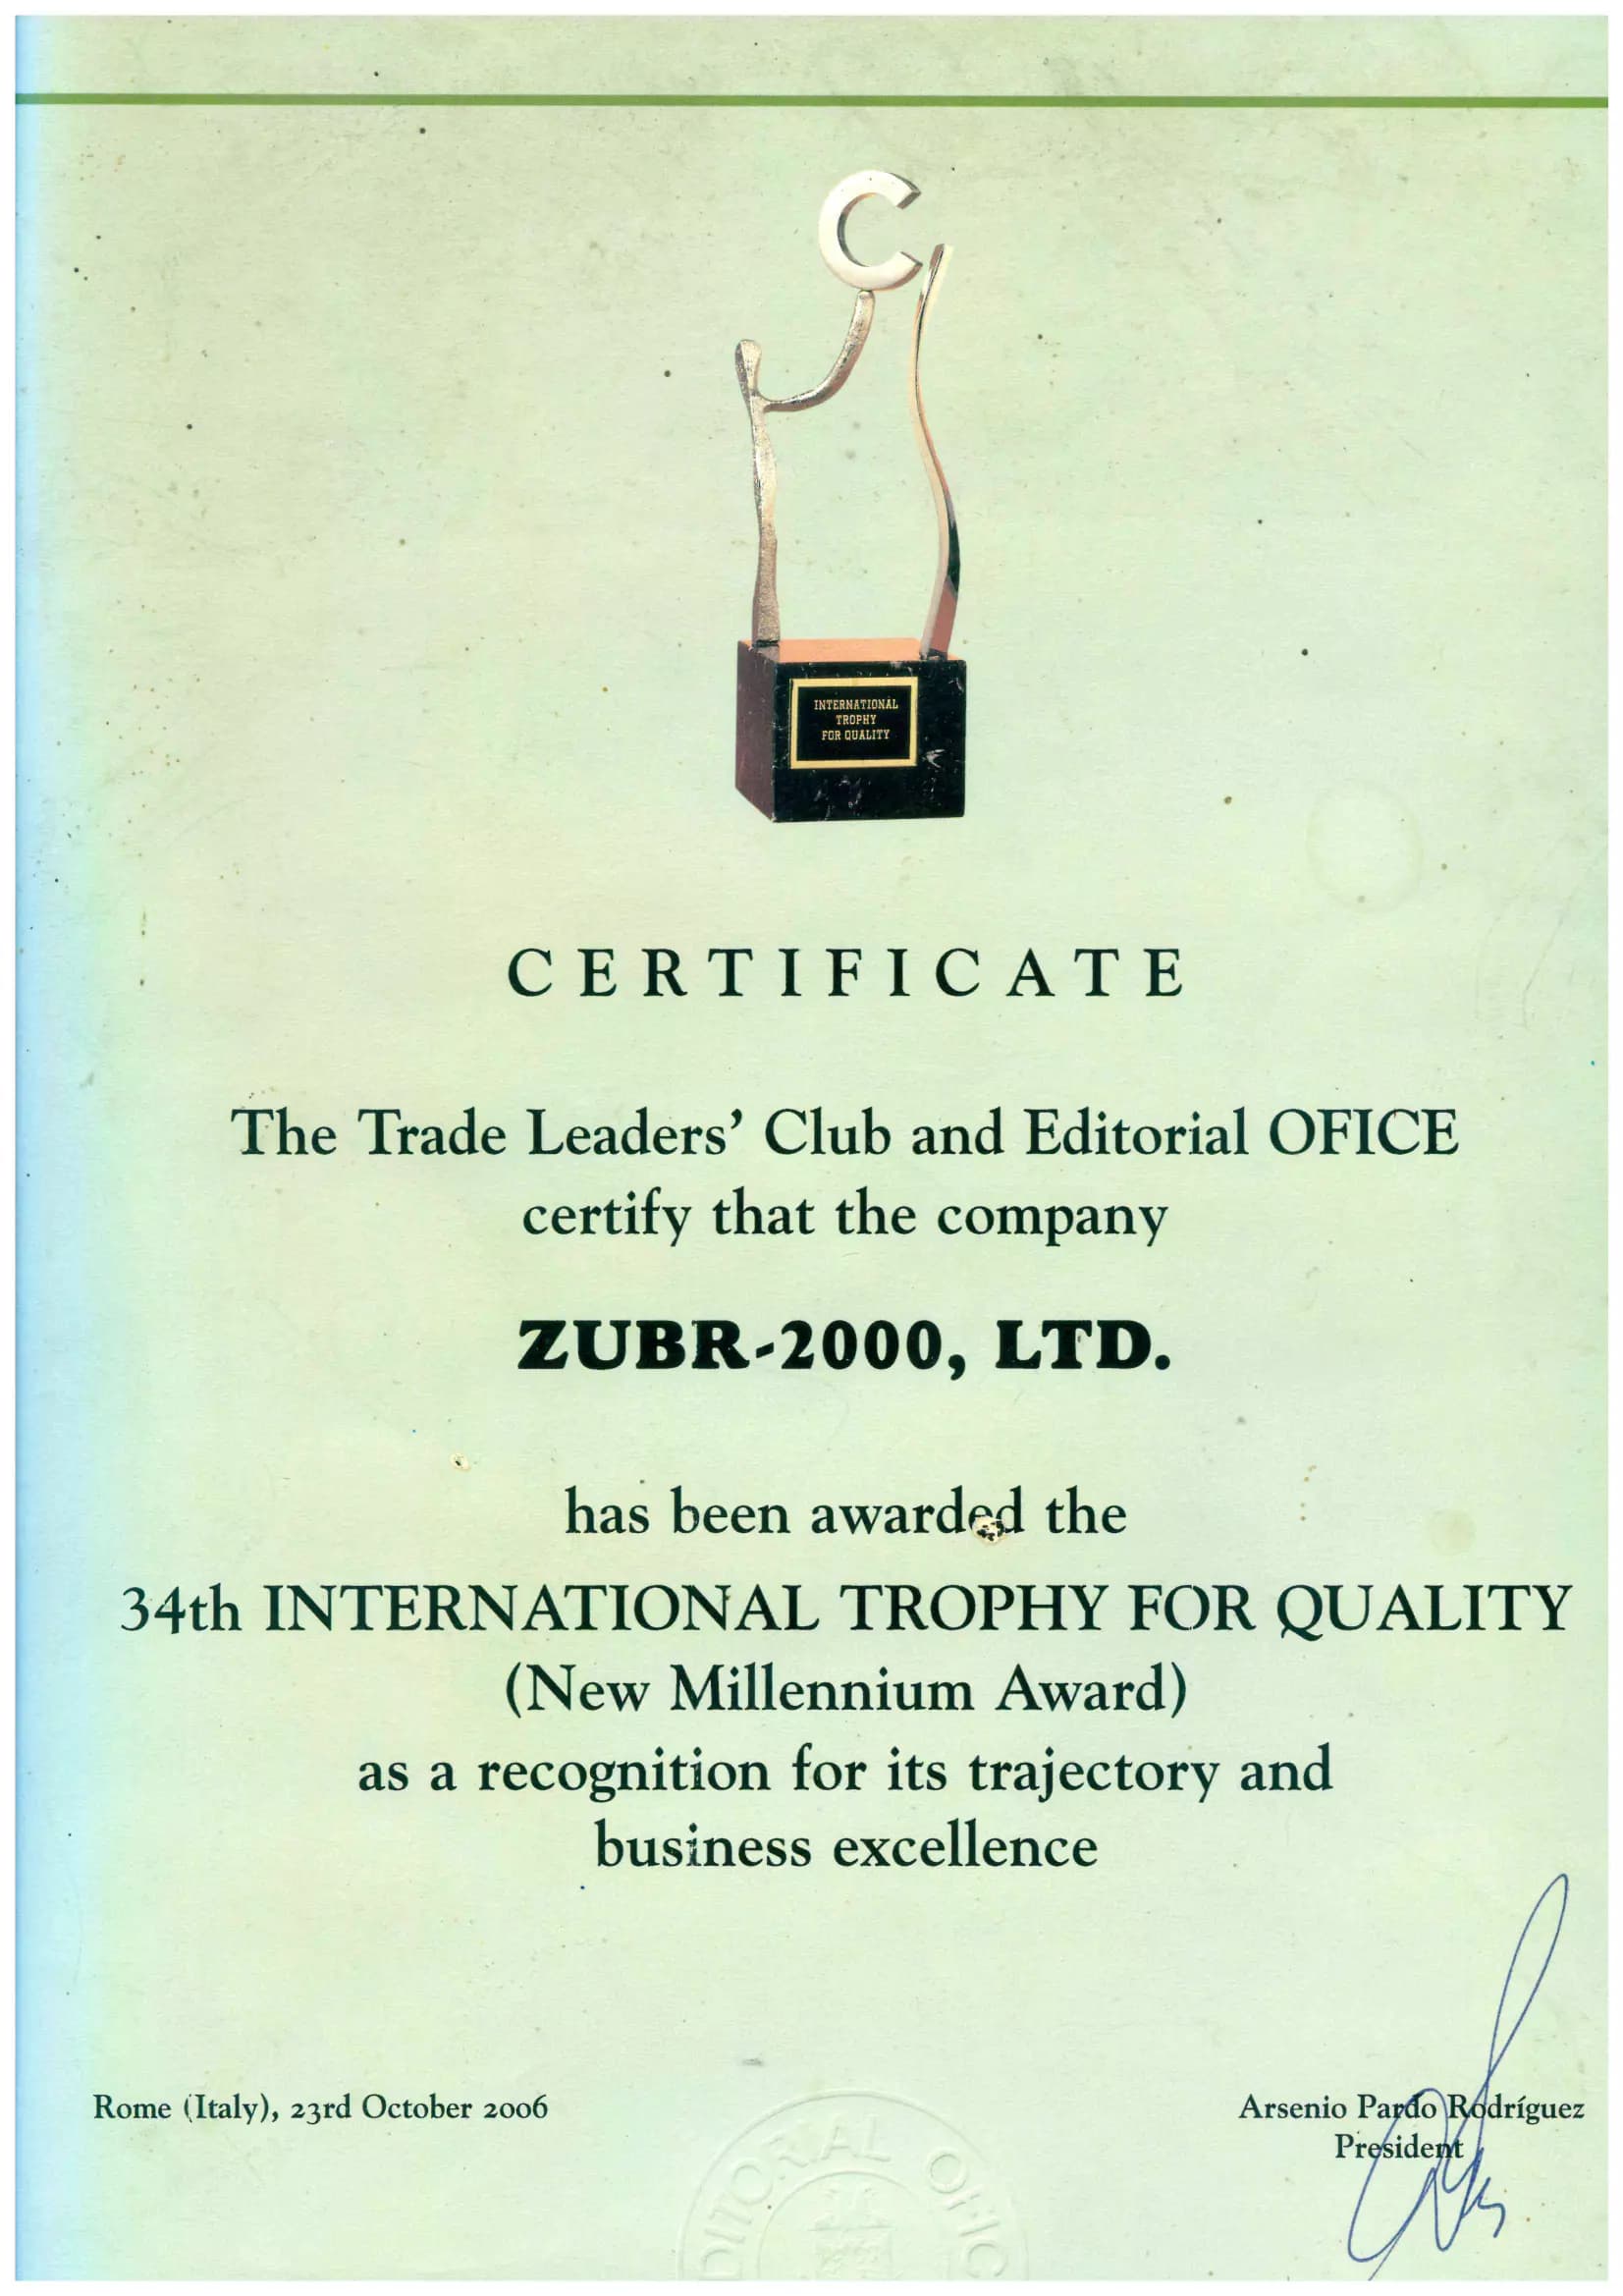 C
INTERNATIONAL
TROPHY
FOR QUALITY
CERTIFICATE
The Trade Leaders’ Club and Editorial OFICE
certify that the company
ZUBR-2000, LTD.
has been awarded the
34th INTERNATIONAL TROPHY FOR QUALITY
(New Millennium Award)
as a recognition for its trajectory and
business excellence
Rome (Italy), 23rd October 2006
Arsenio Pardo Rodríguez
President
DITORIAL OFIC